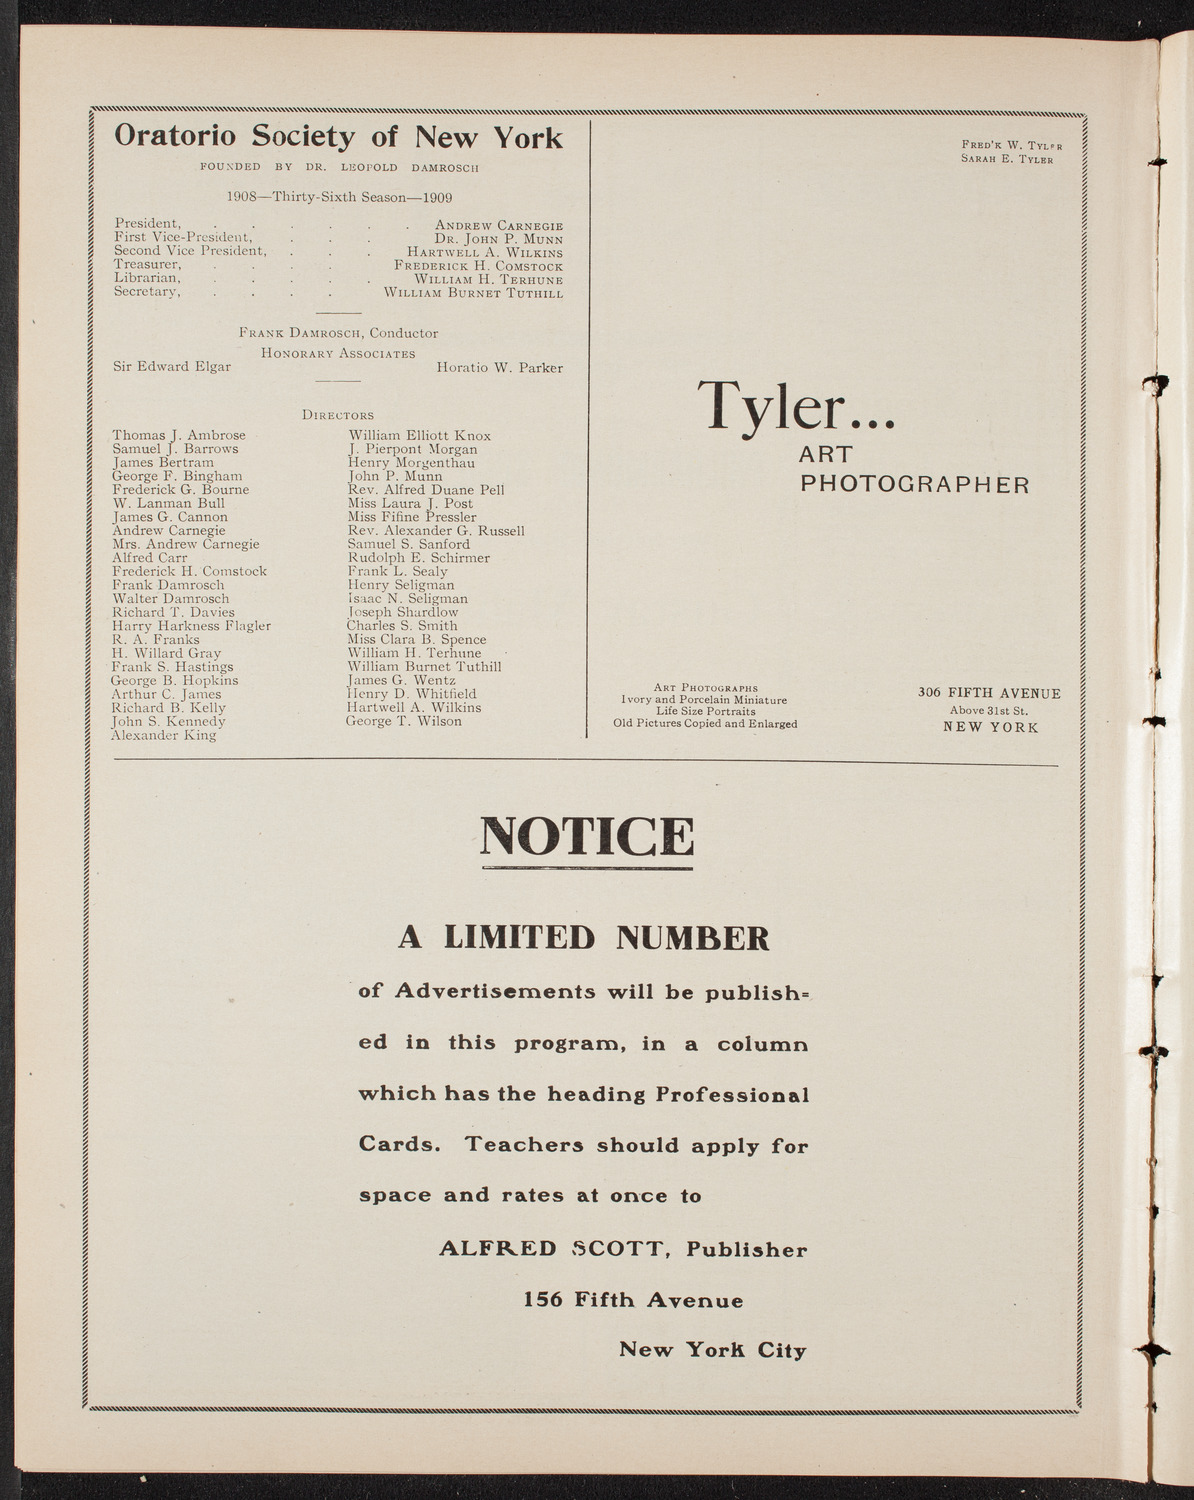 Oratorio Society of New York
FOUNDED BY DR. LEOPOLD DAMROSCH
1908—Thirty-Sixth Season—1909
President, . . . . . . ANDREW CARNEGIE
First Vice-President, . . . DR. JOHN P. MUNN
Second Vice President, . . . HARTWELL A. WILKINS
Treasurer, . . . . FREDERICK H. COMSTOCK
Librarian, . . . . . WILLIAM H. TERHUNE
Secretary, . . . . WILLIAM BURNET TUTHILL
FRANK DAMROSCH, Conductor
HONORARY ASSOCIATES
Sir Edward Elgar Horatio W. Parker
DIRECTORS
Thomas J. Ambrose
Samuel J. Barrows
James Bertram
George F. Bingham
Frederick G. Bourne
W. Lanman Bull
James G. Cannon
Andrew Carnegie
Mrs. Andrew Carnegie
Alfred Carr
Frederick H. Comstock
Frank Damrosch
Walter Damrosch
Richard T. Davies
Harry Harkness Flagler
R. A. Franks
H. Willard Gray
Frank S. Hastings
George B. Hopkins
Arthur C. James
Richard B. Kelly
John S. Kennedy
Alexander King
William Elliott Knox
J. Pierpont Morgan
Henry Morgenthau
John P. Munn
Rev. Alfred Duane Pell
Miss Laura J. Post
Miss Fifine Pressler
Rev. Alexander G. Russell
Samuel S. Sanford
Rudolph E. Schirmer
Frank L. Sealy
Henry Seligman
Isaac N. Seligman
Joseph Shardlow
Charles S. Smith
Miss Clara B. Spence
William H. Terhune
William Burnet Tuthill
James G. Wentz
Henry D. Whitfield
Hartwell A. Wilkins
George T. Wilson
FRED'K W. TYLER
SARAH E. TYLER
Tyler...
ART
PHOTOGRAPHER
ART PHOTOGRAPHS
Ivory and Porcelain Miniature
Life Size Portraits
Old Pictures Copied and Enlarged
306 FIFTH AVENUE
Above 31st St.
NEW YORK
NOTICE
A LIMITED NUMBER
of Advertisements will be publish=
ed in this program, in a column
which has the heading Professional
Cards. Teachers should apply for
space and rates at once to
ALFRED SCOTT, Publisher
156 Fifth Avenue
New York City